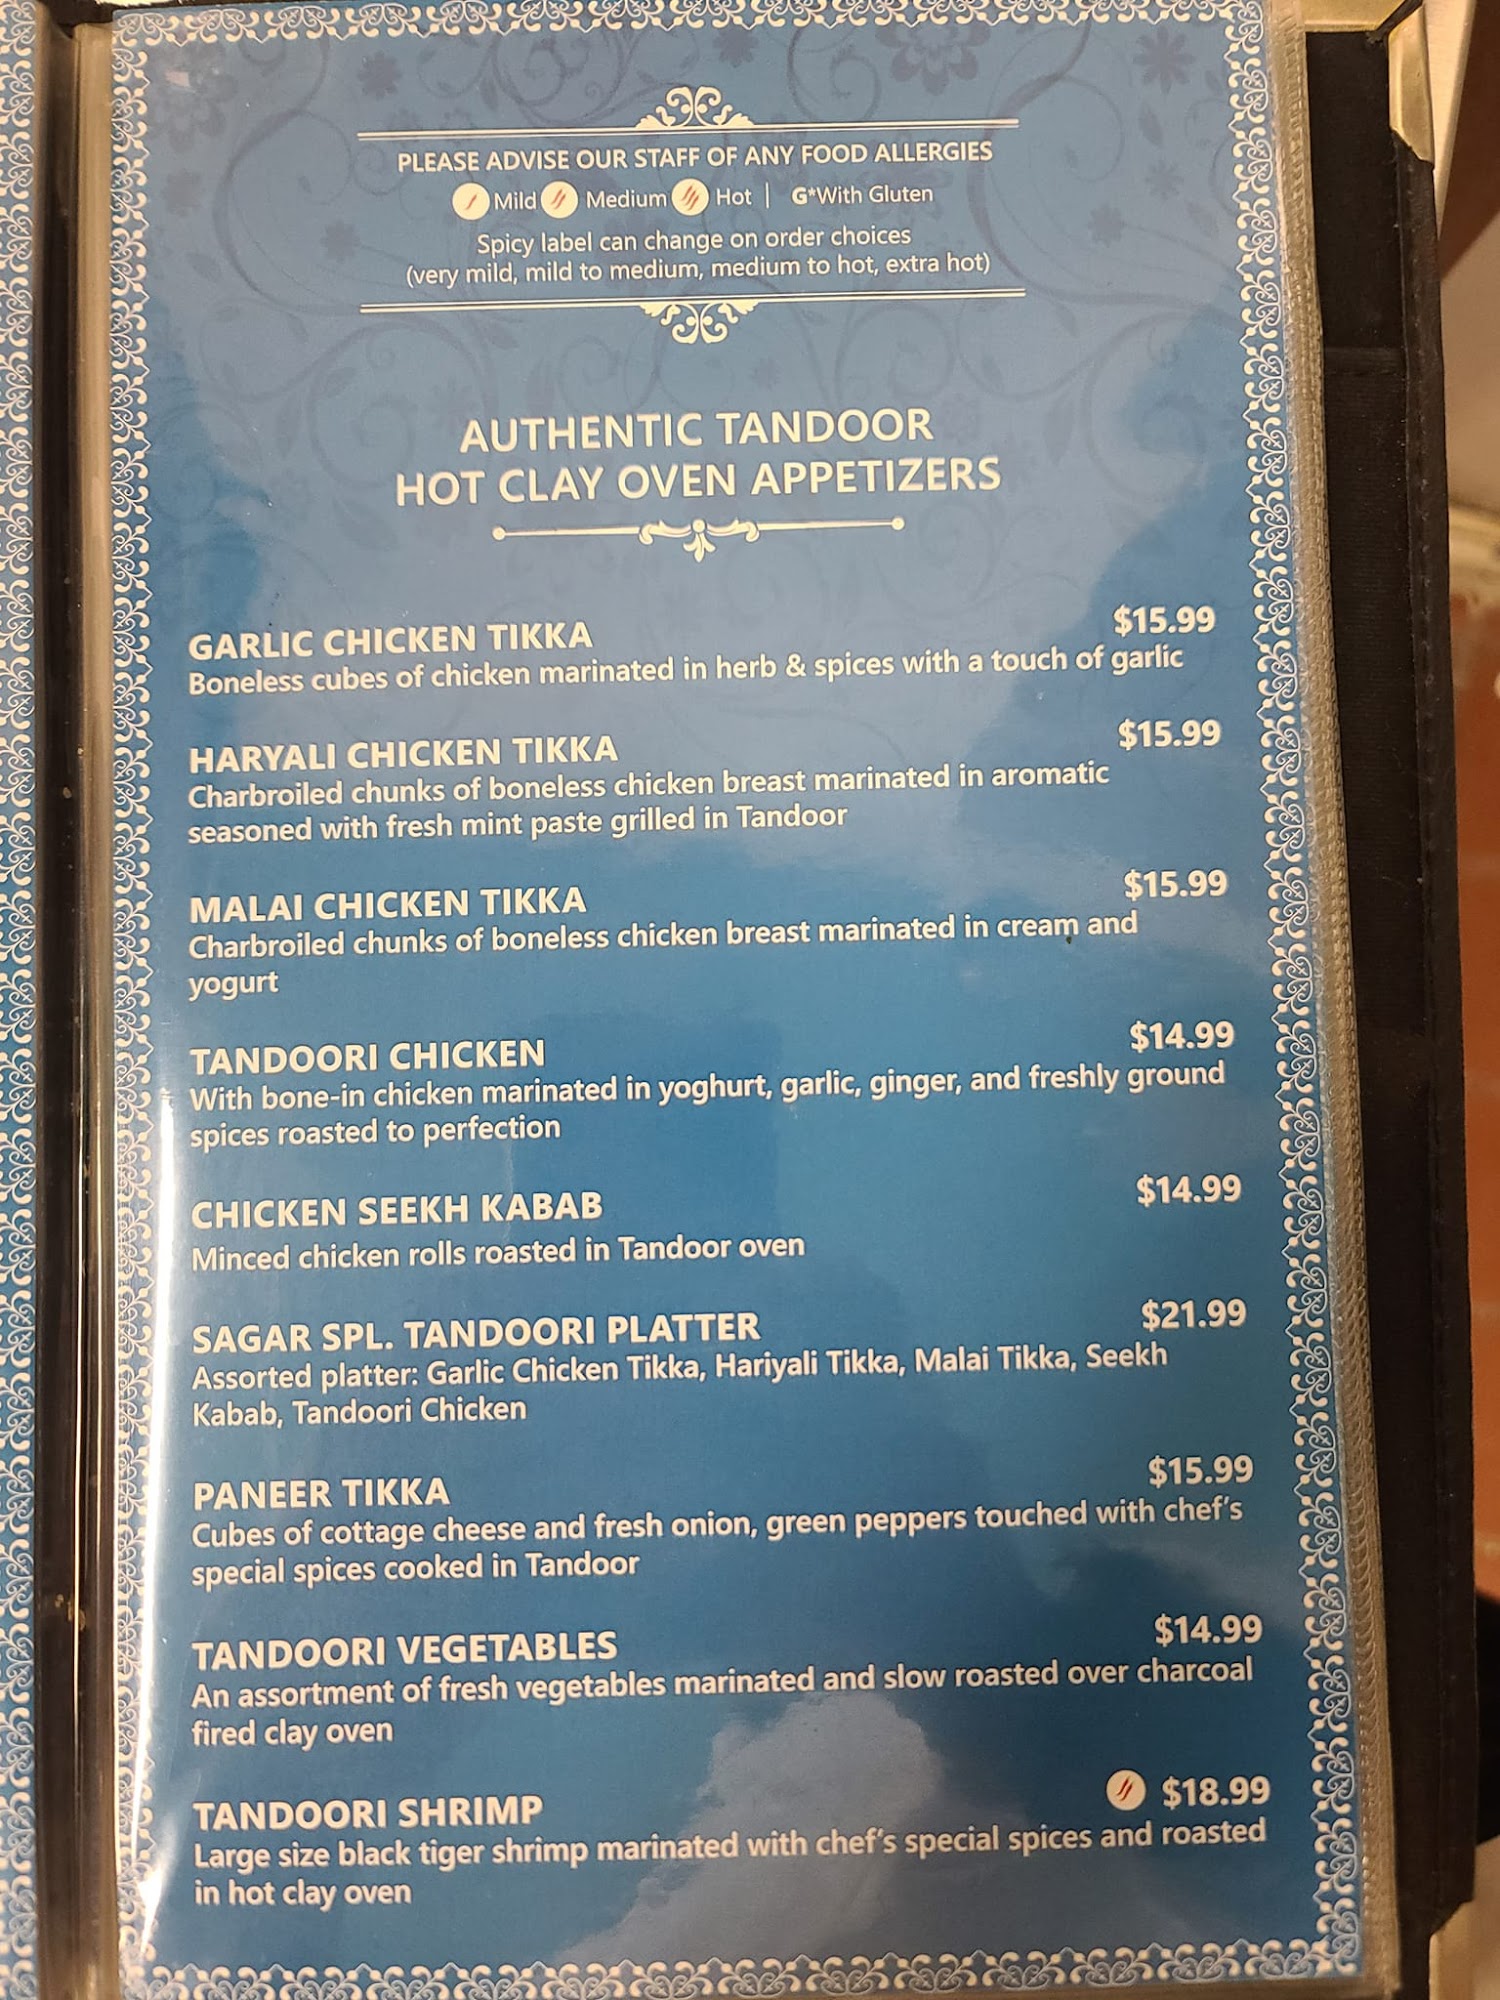 PLEASE ADVISE OUR STAFF OF ANY FOOD ALLERGIES
Mild Medium Hot | G*With Gluten
Spicy label can change on order choices
(very mild, mild to medium, medium to hot, extra hot)
AUTHENTIC TANDOOR
HOT CLAY OVEN APPETIZERS
GARLIC CHICKEN TIKKA $15.99
Boneless cubes of chicken marinated in herb & spices with a touch of garlic
HARYALI CHICKEN TIKKA $15.99
Charbroiled chunks of boneless chicken breast marinated in aromatic
seasoned with fresh mint paste grilled in Tandoor
MALAI CHICKEN TIKKA $15.99
Charbroiled chunks of boneless chicken breast marinated in cream and
yogurt
TANDOORI CHICKEN $14.99
With bone-in chicken marinated in yoghurt, garlic, ginger, and freshly ground
spices roasted to perfection
CHICKEN SEEKH KABAB $14.99
Minced chicken rolls roasted in Tandoor oven
SAGAR SPL. TANDOORI PLATTER $21.99
Assorted platter: Garlic Chicken Tikka, Hariyali Tikka, Malai Tikka, Seekh
Kabab, Tandoori Chicken
PANEER TIKKA $15.99
Cubes of cottage cheese and fresh onion, green peppers touched with chef's
special spices cooked in Tandoor
TANDOORI VEGETABLES $14.99
An assortment of fresh vegetables marinated and slow roasted over charcoal
fired clay oven
TANDOORI SHRIMP $18.99
Large size black tiger shrimp marinated with chef's special spices and roasted
in hot clay oven